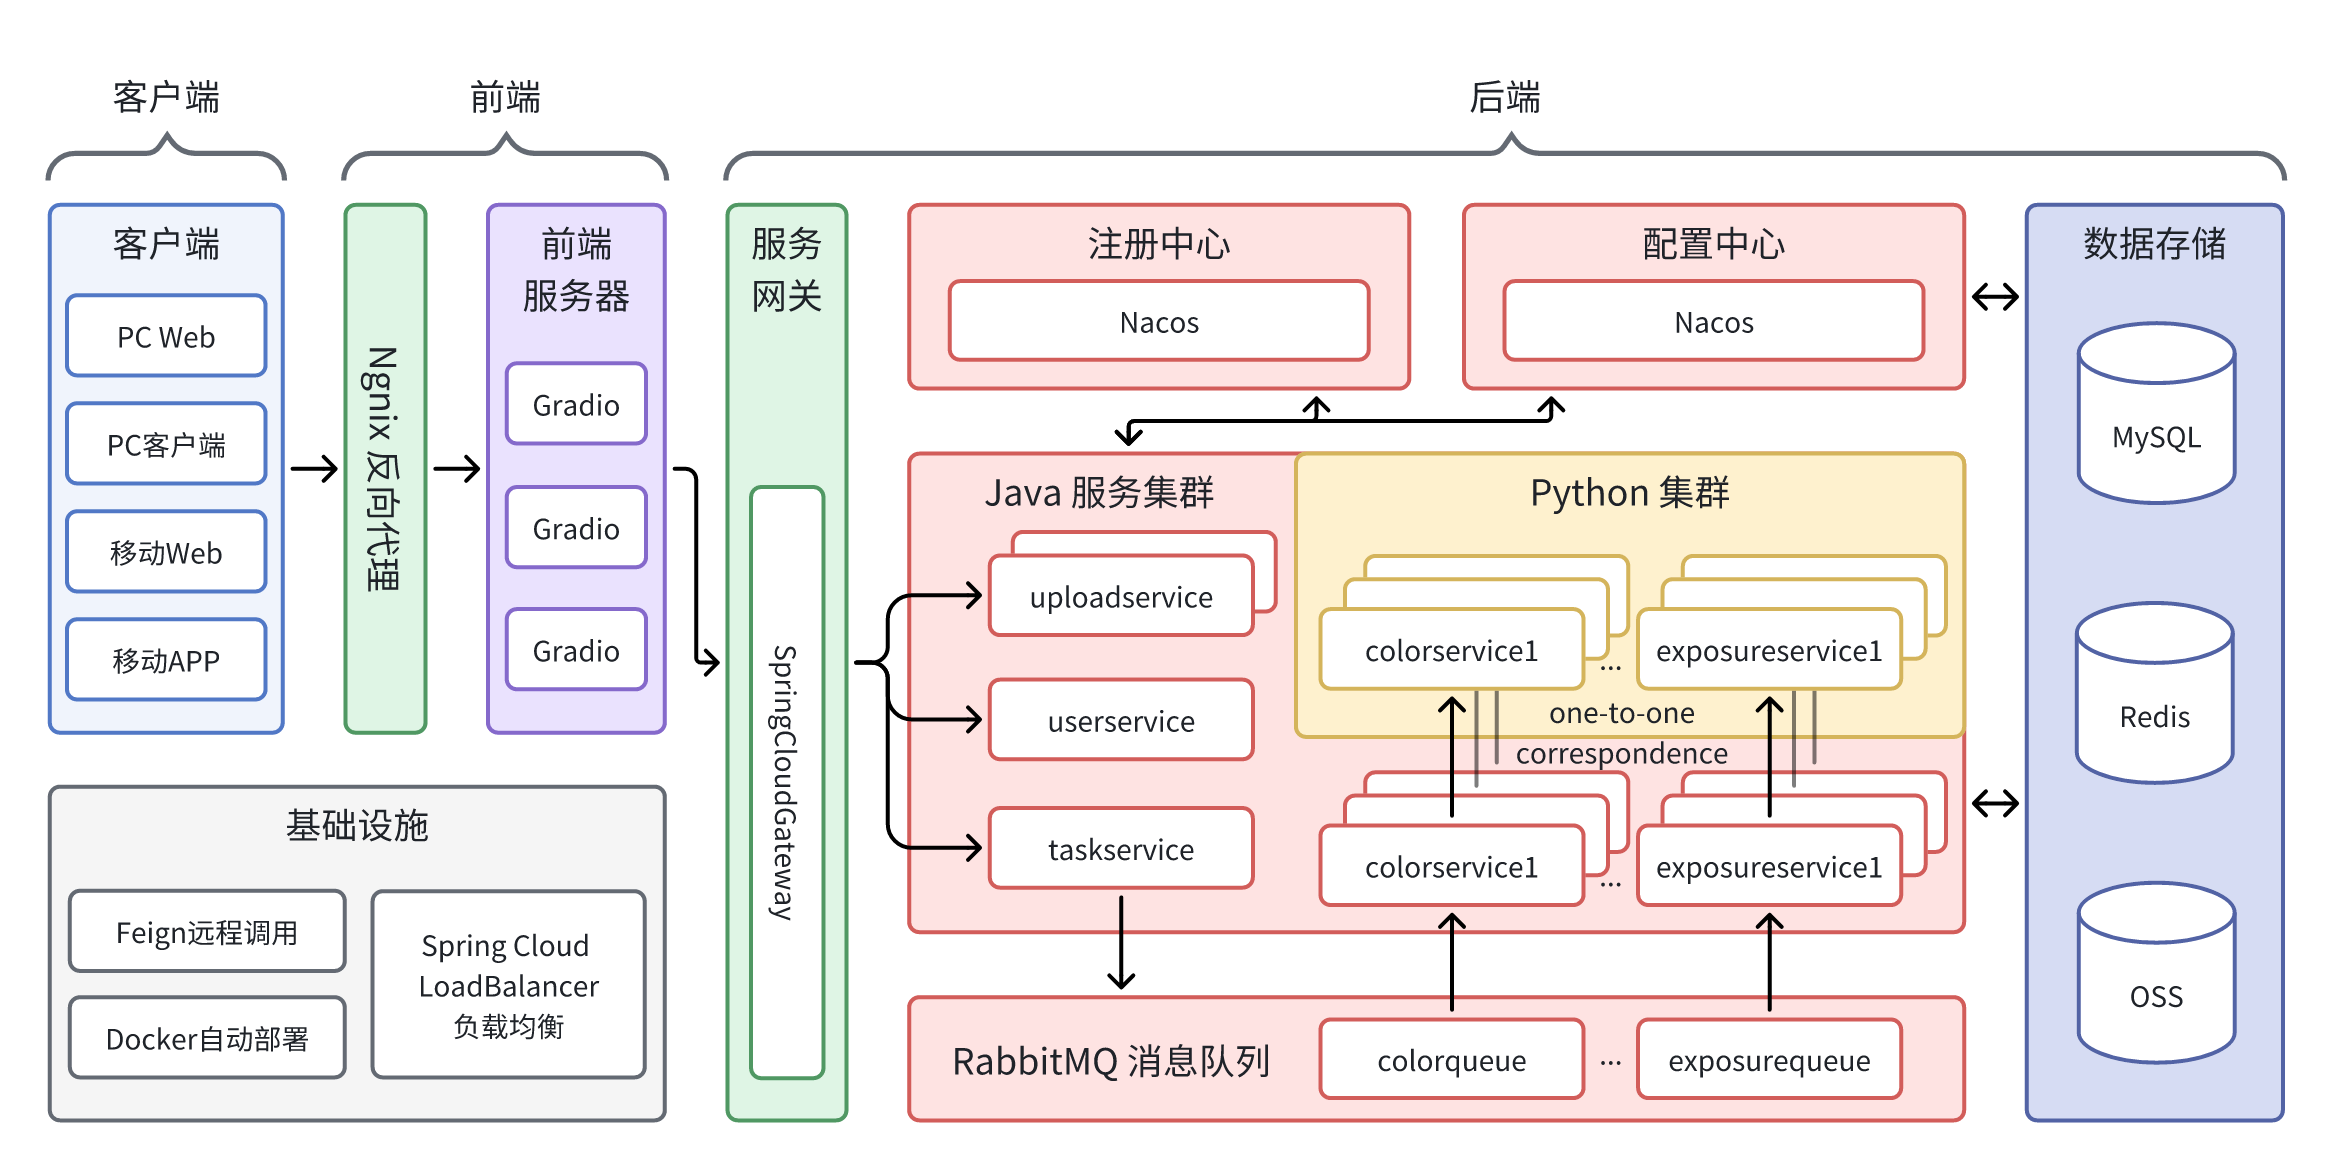 客户端
前端
后端
客户端
PC Web
PC客户端
移动Web
移动APP
Ngnix 反向代理
前端
服务器
Gradio
Gradio
Gradio
基础设施
Feign远程调用
Docker自动部署
Spring Cloud
LoadBalancer
负载均衡
服务
网关
SpringCloudGateway
注册中心
Nacos
配置中心
Nacos
Java 服务集群
uploadservice
userservice
taskservice
Python 集群
colorservice1
...
exposureservice1
one-to-one
correspondence
colorservice1
...
exposureservice1
RabbitMQ 消息队列
colorqueue
...
exposurequeue
数据存储
MySQL
Redis
OSS